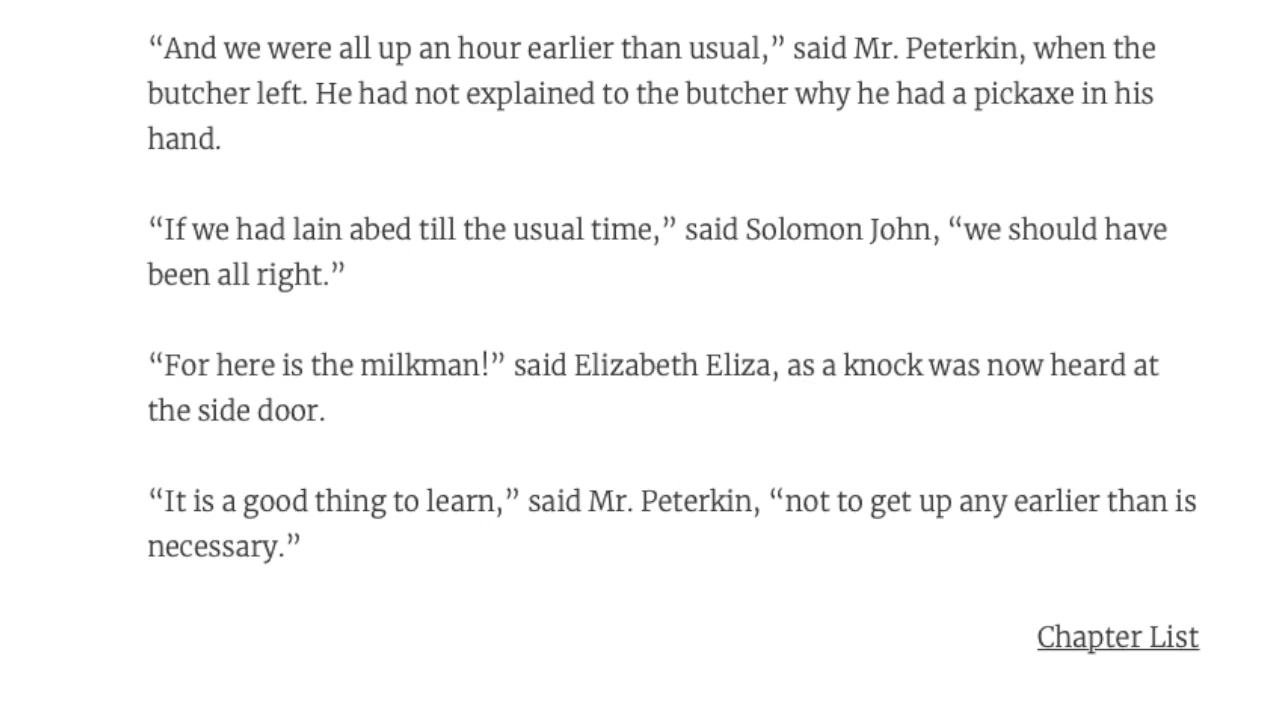 “And we were all up an hour earlier than usual,” said Mr. Peterkin, when the
butcher left. He had not explained to the butcher why he had a pickaxe in his
hand.
“If we had lain abed till the usual time,” said Solomon John, “we should have
been all right.”
“For here is the milkman!” said Elizabeth Eliza, as a knock was now heard at
the side door.
“It is a good thing to learn,” said Mr. Peterkin, “not to get up any earlier than is
necessary.”
Chapter List